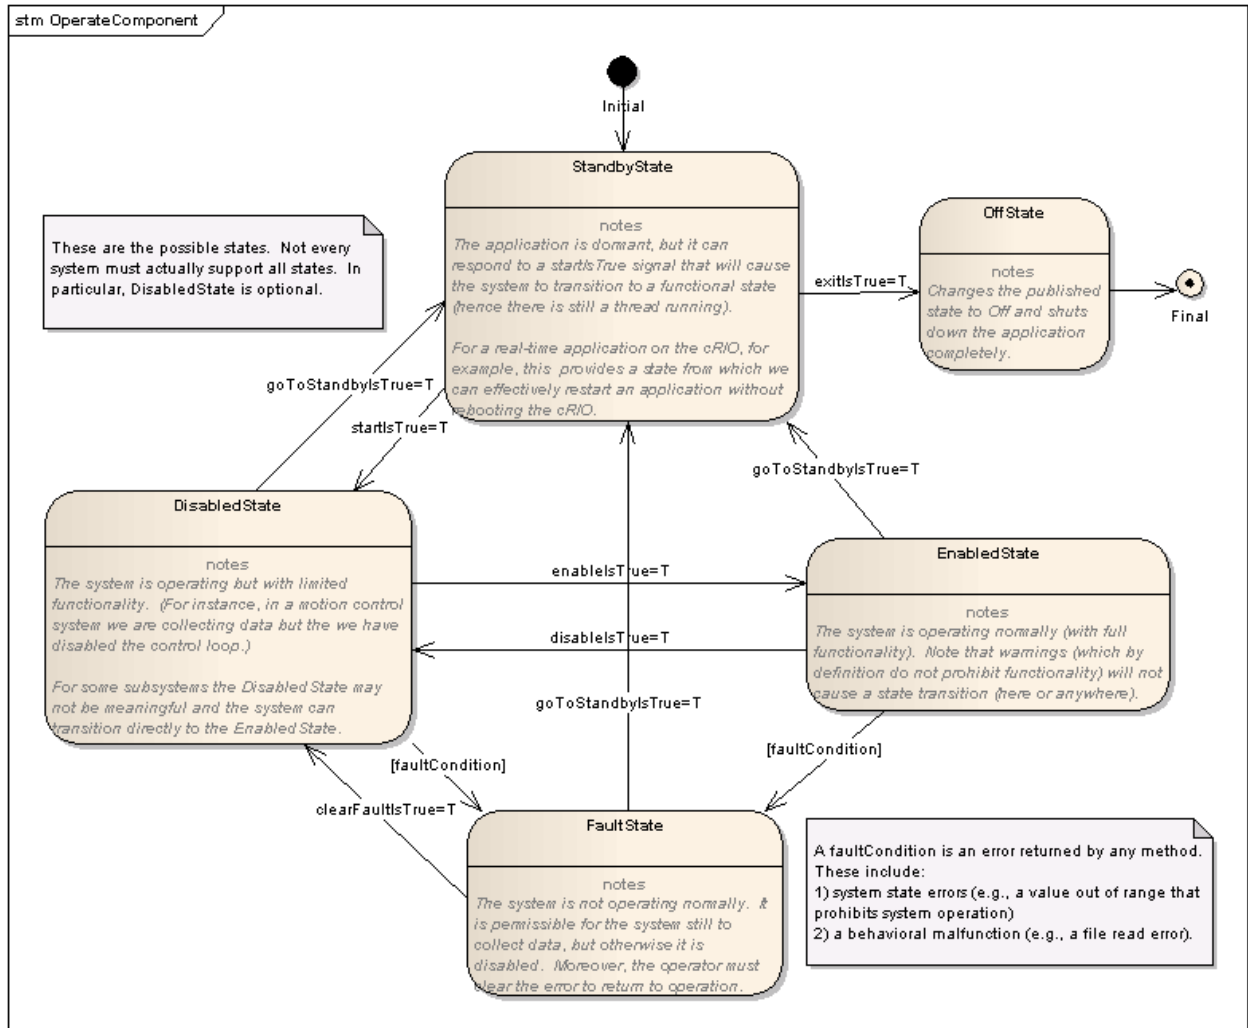 stm OperateComponent
Initial
StandbyState
notes
The application is dormant, but it can
respond to a startIsTrue signal that will cause
the system to transition to a functional state
(hence there is still a thread running).
For a real-time application on the cRIO, for
example, this provides a state from which we
can effectively restart an application without
rebooting the cRIO.
OffState
notes
Changes the published
state to Off and shuts
down the application
completely.
exitIsTrue=T
Final
These are the possible states. Not every
system must actually support all states. In
particular, DisabledState is optional.
goToStandbyIsTrue=T
startIsTrue=T
goToStandbyIsTrue=T
DisabledState
notes
The system is operating but with limited
functionality. (For instance, in a motion control
system we are collecting data but the we have
disabled the control loop.)
For some subsystems the DisabledState may
not be meaningful and the system can
transition directly to the EnabledState.
enableIsTrue=T
disableIsTrue=T
goToStandbyIsTrue=T
EnabledState
notes
The system is operating normally (with full
functionality). Note that warnings (which by
definition do not prohibit functionality) will not
cause a state transition (here or anywhere).
[faultCondition]
[faultCondition]
clearFaultIsTrue=T
FaultState
notes
The system is not operating normally. It
is permissible for the system still to
collect data, but otherwise it is
disabled. Moreover, the operator must
clear the error to return to operation.
A faultCondition is an error returned by any method.
These include:
1) system state errors (e.g., a value out of range that
prohibits system operation)
2) a behavioral malfunction (e.g., a file read error).